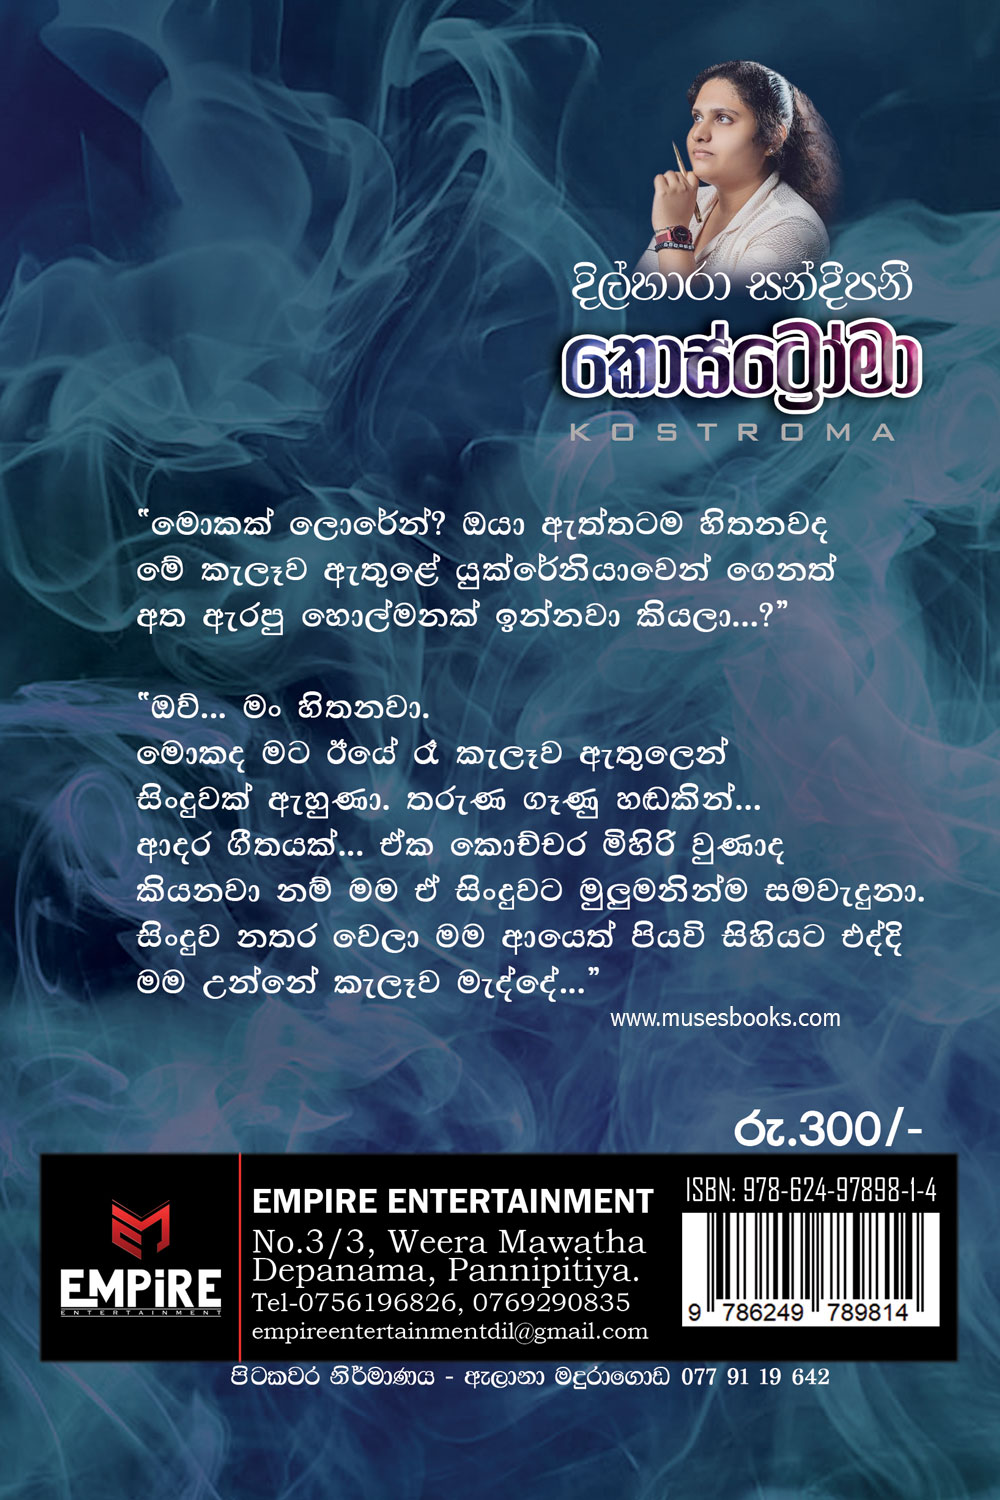 දිල්හාරා සන්දීපනී
කොස්ට්‍රෝමා
KOSTROMA
“මොකක් ලොරේන්? ඔයා ඇත්තටම හිතනවද
මේ කැලෑව ඇතුළේ යුක්රේනියාවෙන් ගෙනත්
අත ඇරපු හොල්මනක් ඉන්නවා කියලා...?”
“ඔව්... මං හිතනවා.
මොකද මට ඊයේ රෑ කැලෑව ඇතුලෙන්
සිංදුවක් ඇහුණා. තරුණ ගෑණු හඬකින්...
ආදර ගීතයක්... ඒක කොච්චර මිහිරි වුණාද
කියනවා නම් මම ඒ සිංදුවට මුලුමනින්ම සමවැදුනා.
සිංදුව නතර වෙලා මම ආයෙත් පියවි සිහියට එද්දි
මම උන්නේ කැලෑව මැද්දේ...”
www.musesbooks.com
රු.300/-
EMPIRE
ENTERTAINMENT
EMPIRE ENTERTAINMENT
No.3/3, Weera Mawatha
Depanama, Pannipitiya.
Tel-0756196826, 0769290835
empireentertainmentdil@gmail.com
ISBN: 978-624-97898-1-4
9 786249 789814
පිටකවර නිර්මාණය - ඇලානා මදුරාගොඩ 077 91 19 642